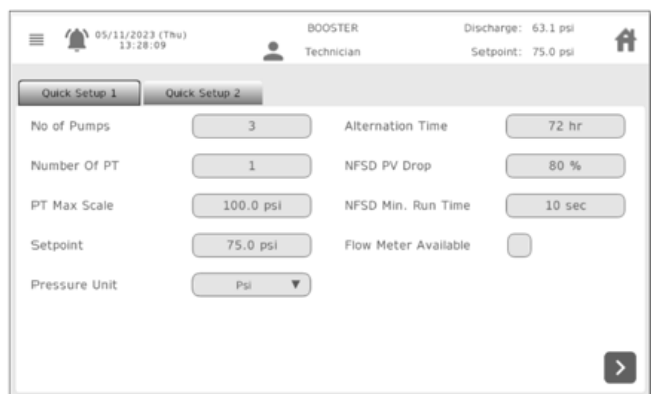 05/11/2023 (Thu)
13:28:09
BOOSTER
Technician
Discharge: 63.1 psi
Setpoint: 75.0 psi
Quick Setup 1
Quick Setup 2
No of Pumps 3
Number Of PT 1
PT Max Scale 100.0 psi
Setpoint 75.0 psi
Pressure Unit Psi
Alternation Time 72 hr
NFSD PV Drop 80 %
NFSD Min. Run Time 10 sec
Flow Meter Available